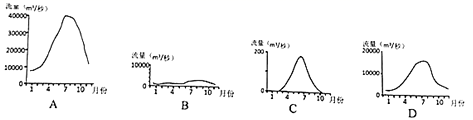 流量（m³/秒）
40000
30000
20000
10000
0
1 4 7 10 月份
A
流量（m³/秒）
10000
0
1 4 7 10 月份
B
流量（m³/秒）
200
0
1 4 7 10 月份
C
流量（m³/秒）
20000
10000
0
1 4 7 10 月份
D